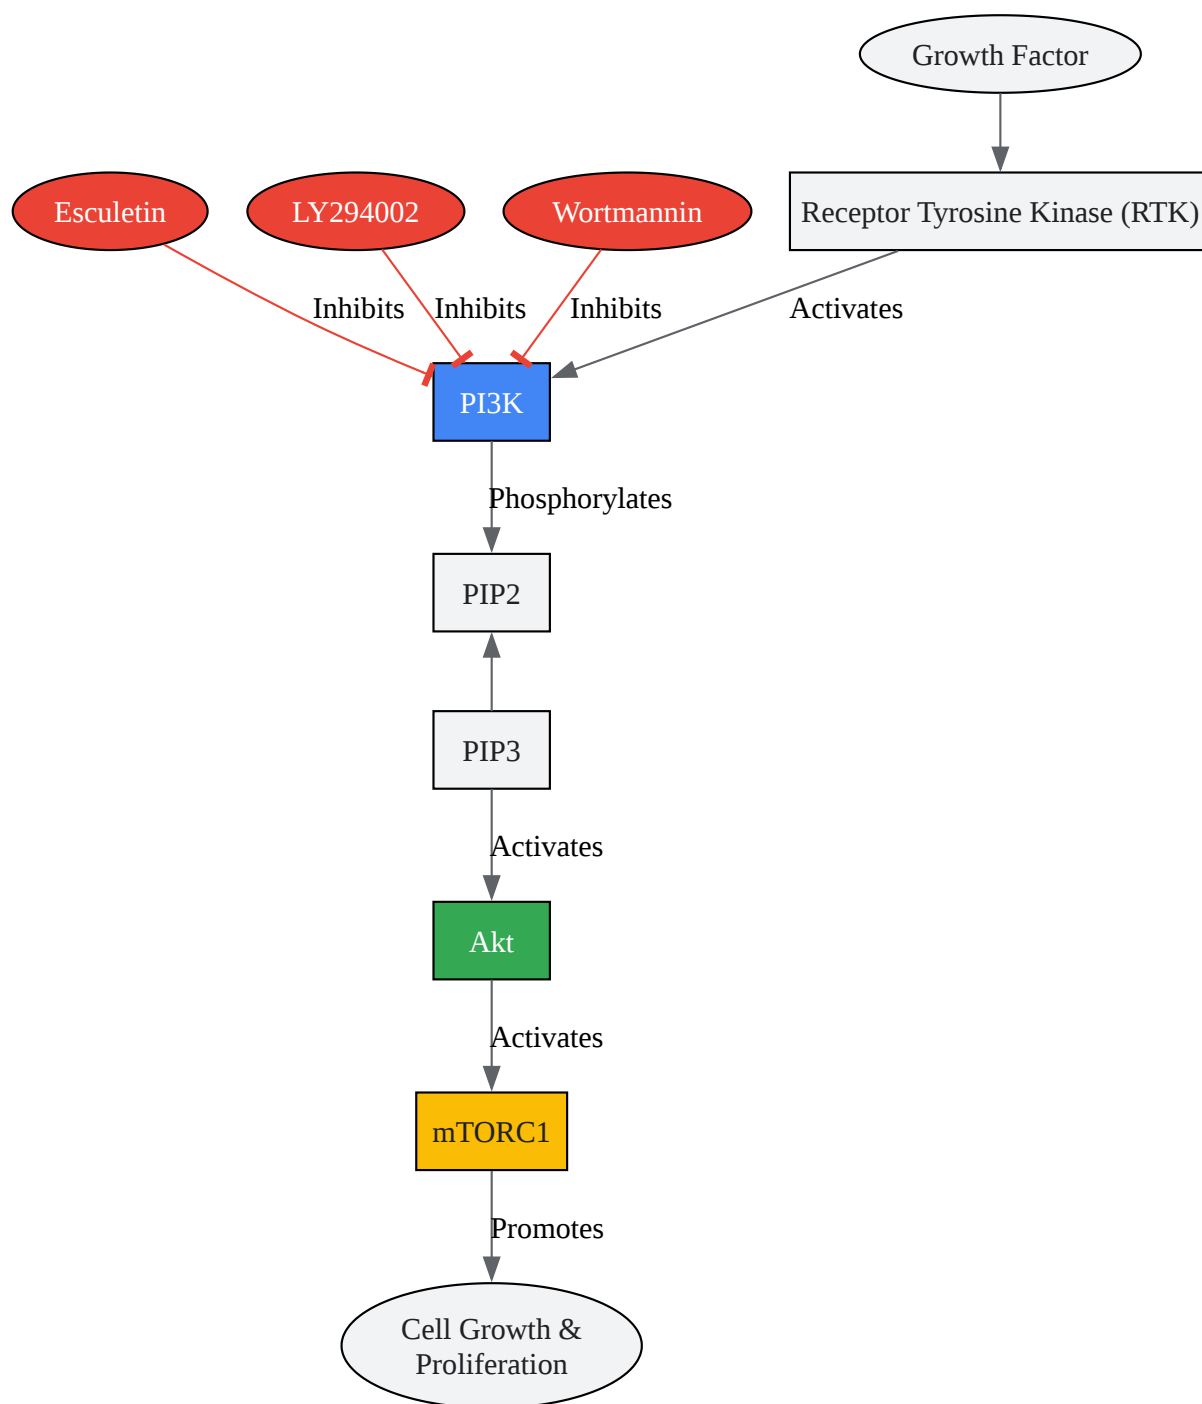 Growth Factor
Esculetin
LY294002
Wortmannin
Receptor Tyrosine Kinase (RTK)
Inhibits
Inhibits
Inhibits
Activates
PI3K
Phosphorylates
PIP2
PIP3
Activates
Akt
Activates
mTORC1
Promotes
Cell Growth &
Proliferation